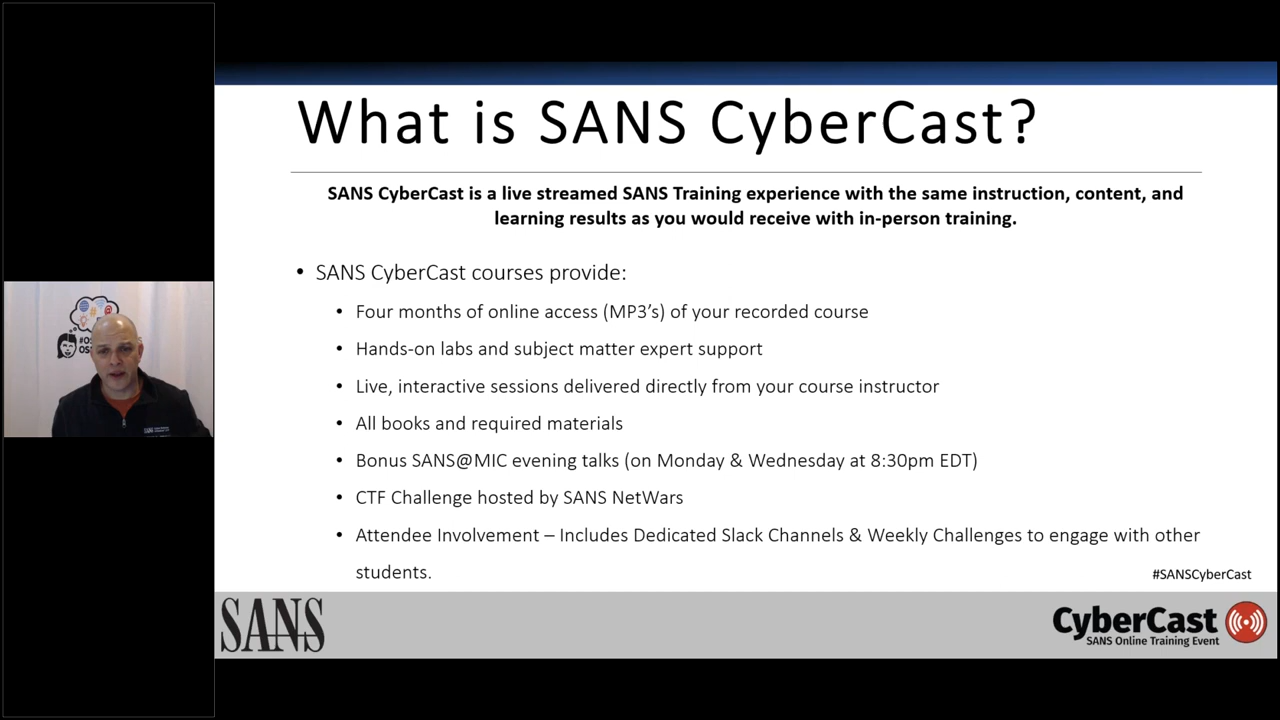 What is SANS CyberCast?
SANS CyberCast is a live streamed SANS Training experience with the same instruction, content, and
learning results as you would receive with in-person training.
• SANS CyberCast courses provide:
• Four months of online access (MP3’s) of your recorded course
• Hands-on labs and subject matter expert support
• Live, interactive sessions delivered directly from your course instructor
• All books and required materials
• Bonus SANS@MIC evening talks (on Monday & Wednesday at 8:30pm EDT)
• CTF Challenge hosted by SANS NetWars
• Attendee Involvement – Includes Dedicated Slack Channels & Weekly Challenges to engage with other
students.
#SANSCyberCast
SANS
CyberCast
SANS Online Training Event
SANS